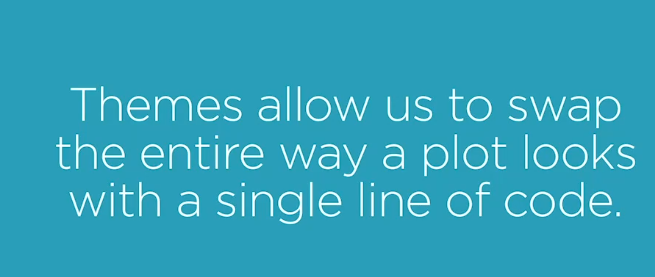 Themes allow us to swap
the entire way a plot looks
with a single line of code.